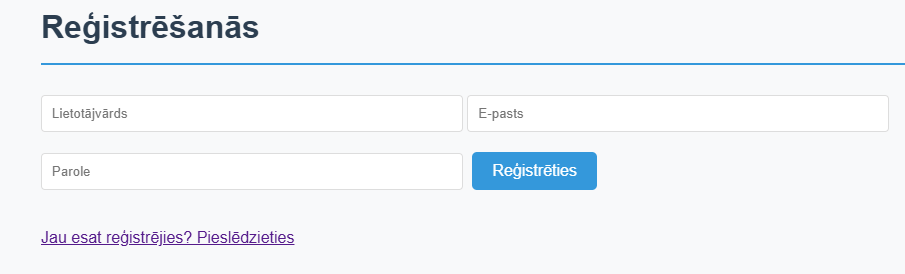 Reģistrēšanās
Lietotājvārds E-pasts
Parole Reģistrēties
Jau esat reģistrējies? Pieslēdzieties